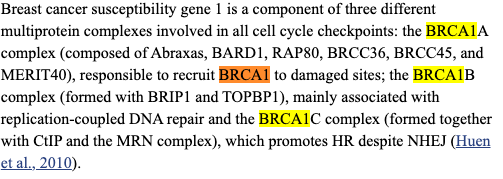 Breast cancer susceptibility gene 1 is a component of three different
multiprotein complexes involved in all cell cycle checkpoints: the BRCA1A
complex (composed of Abraxas, BARD1, RAP80, BRCC36, BRCC45, and
MERIT40), responsible to recruit BRCA1 to damaged sites; the BRCA1B
complex (formed with BRIP1 and TOPBP1), mainly associated with
replication-coupled DNA repair and the BRCA1C complex (formed together
with CtIP and the MRN complex), which promotes HR despite NHEJ (Huen
et al., 2010).